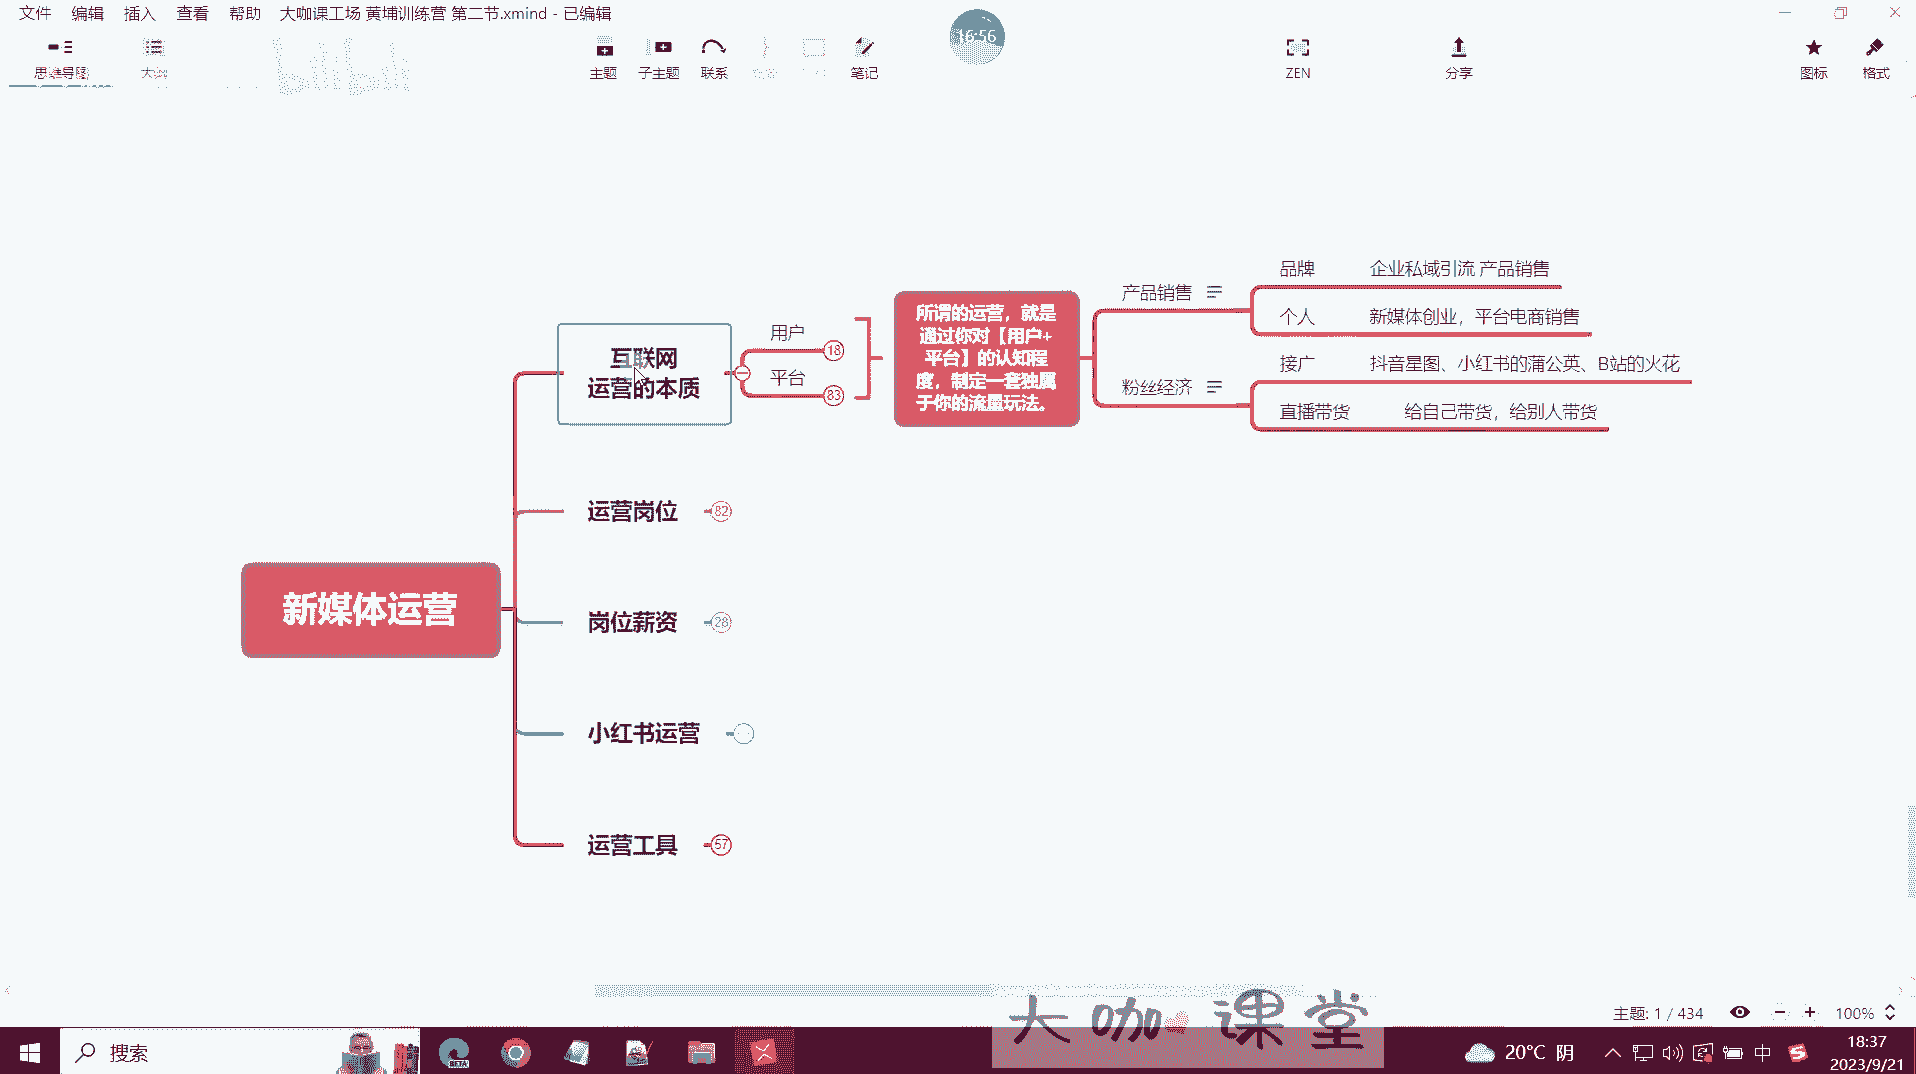 文件 编辑 插入 查看 帮助 大咖课工场 黄埔训练营 第二节.xmind - 已编辑
16:56
思维导图 大纲 bilibili 主题 子主题 联系 笔记 ZEN 分享 图标 格式
品牌 企业私域引流 产品销售
产品销售
个人 新媒体创业，平台电商销售
所谓的运营，就是
通过你对【用户+
平台】的认知程
度，制定一套独属
于你的流量玩法。
用户 18
平台 83
互联网
运营的本质
接广 抖音星图、小红书的蒲公英、B站的火花
粉丝经济
直播带货 给自己带货，给别人带货
运营岗位 82
新媒体运营
岗位薪资 28
小红书运营
运营工具 57
大咖课堂
主题: 1 / 434 100%
搜索
BETA
20°C 阴
中
18:37
2023/9/21